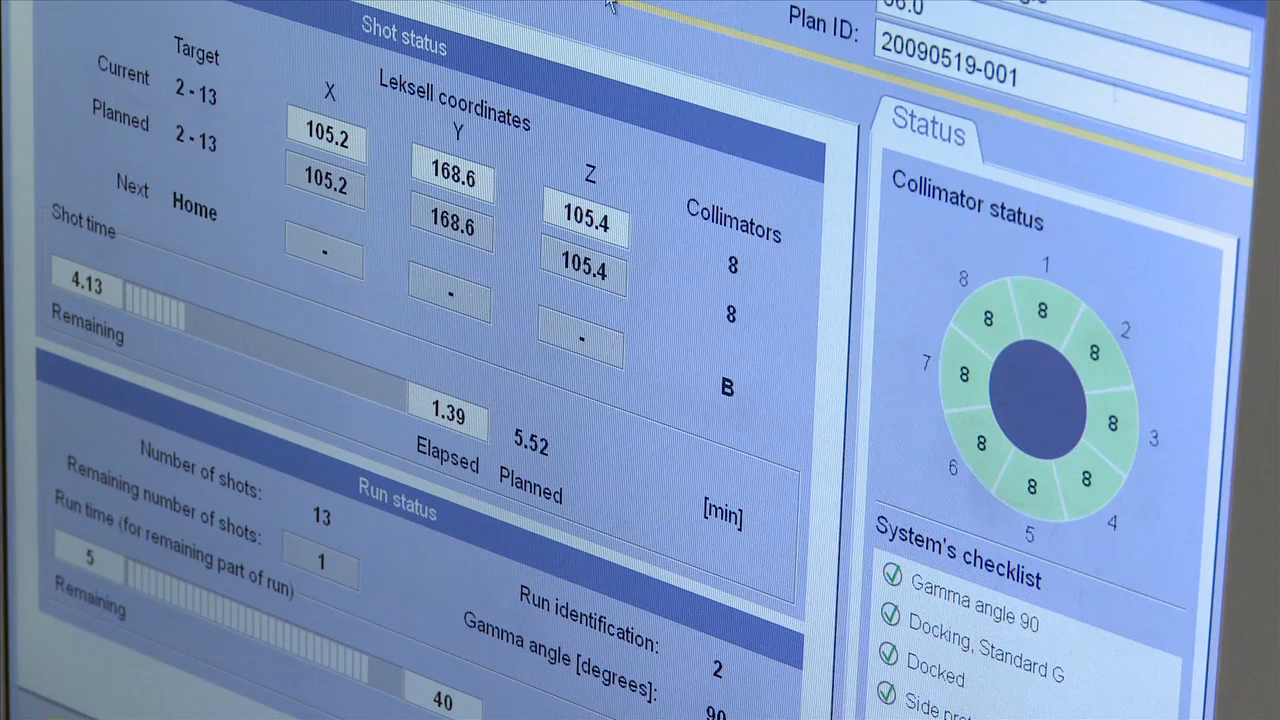 Plan ID:
20090519-001
Shot status
Target
Leksell coordinates
Current
2 - 13
X
Y
Z
Collimators
105.2
168.6
105.4
8
Planned
2 - 13
105.2
168.6
105.4
8
Next
Home
-
-
-
B
Shot time
4.13
1.39
5.52
Remaining
Elapsed
Planned
[min]
Run status
Number of shots:
13
Remaining number of shots:
1
Run time (for remaining part of run)
5
40
Remaining
Run identification:
2
Gamma angle [degrees]:
90
Status
Collimator status
1
2
3
4
5
6
7
8
8
8
8
8
8
8
8
8
System's checklist
Gamma angle 90
Docking, Standard G
Docked
Side